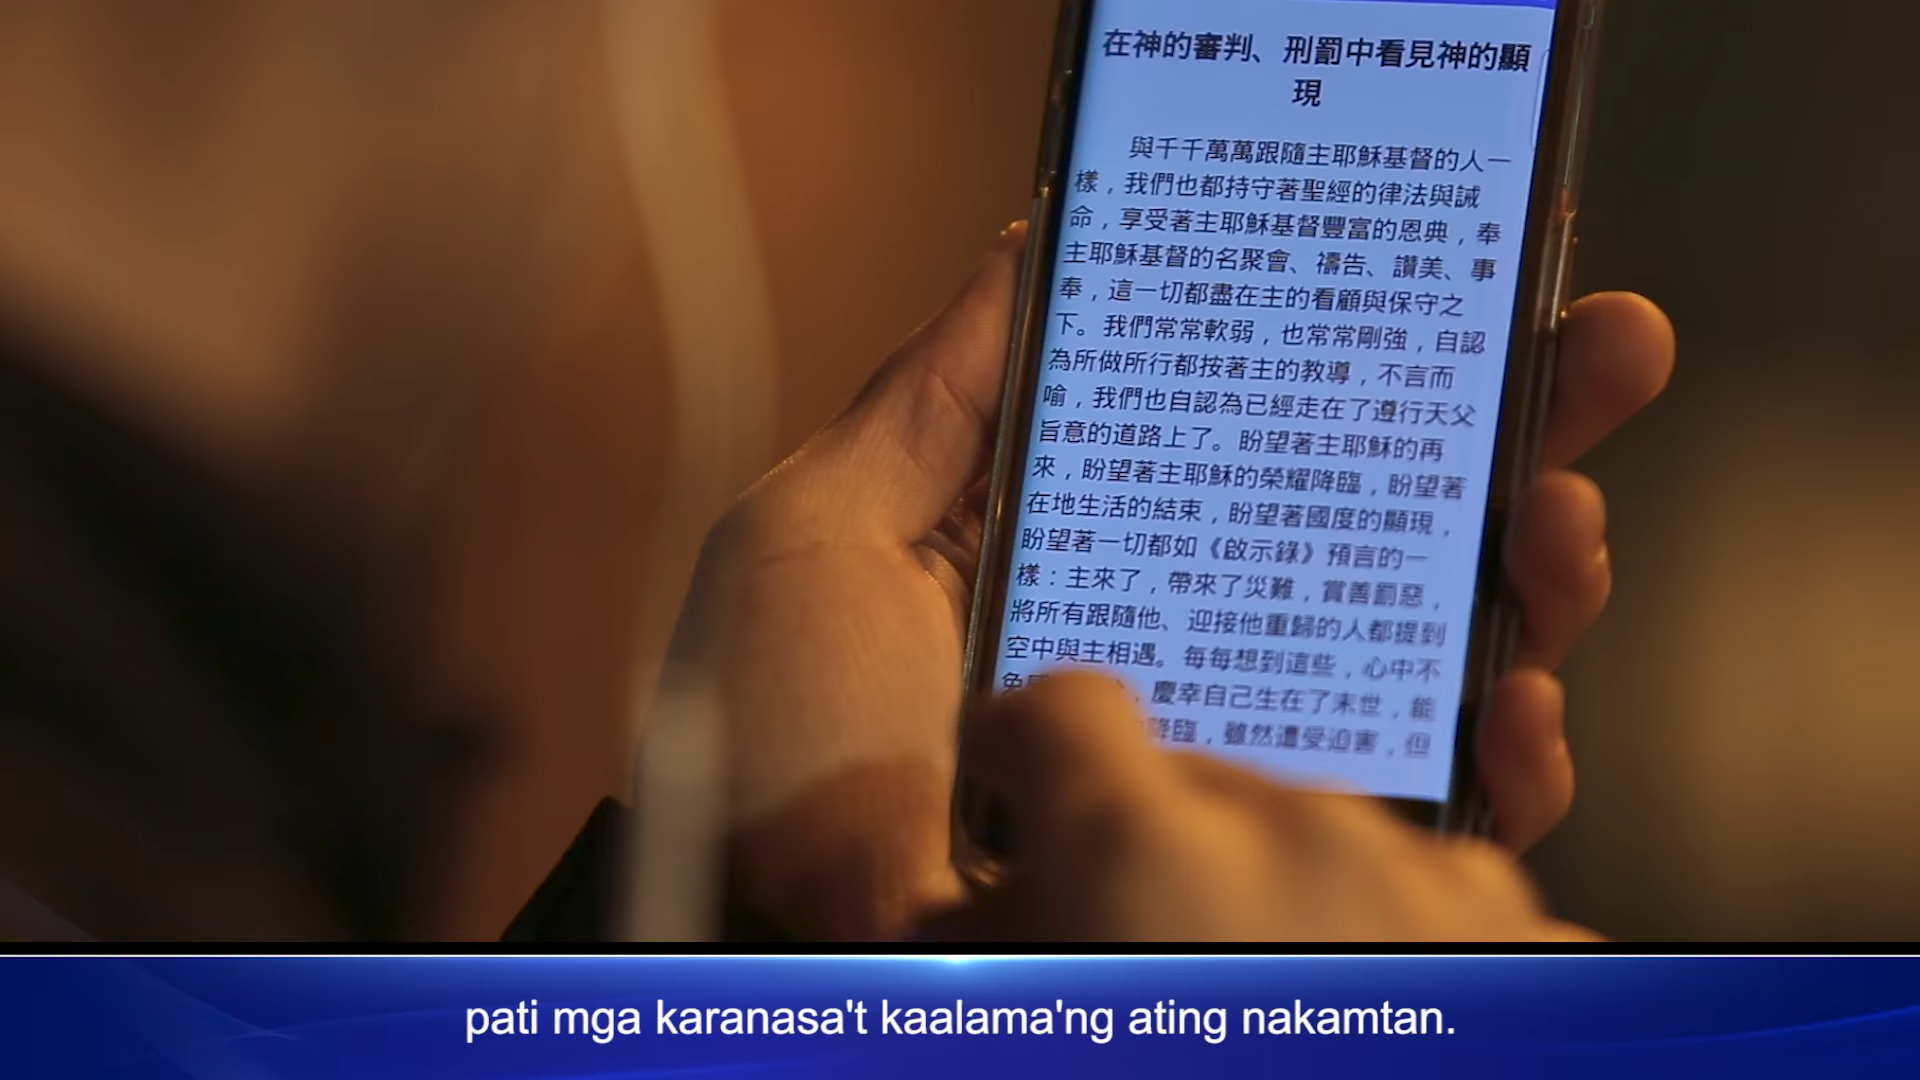 在神的審判、刑罰中看見神的顯
現
與千千萬萬跟隨主耶穌基督的人一
樣，我們也都持守著聖經的律法與誡
命，享受著主耶穌基督豐富的恩典，奉
主耶穌基督的名聚會、禱告、讚美、事
奉，這一切都盡在主的看顧與保守之
下。我們常常軟弱，也常常剛強，自認
為所做所行都按著主的教導，不言而
喻，我們也自認為已經走在了遵行天父
旨意的道路上了。盼望著主耶穌的再
來，盼望著主耶穌的榮耀降臨，盼望著
在地生活的結束，盼望著國度的顯現，
盼望著一切都如《啟示錄》預言的一
樣：主來了，帶來了災難，賞善罰惡，
將所有跟隨他、迎接他重歸的人都提到
空中與主相遇。每每想到這些，心中不
免，慶幸自己生在了末世，能
降臨，雖然遭受迫害，但
pati mga karanasa't kaalama'ng ating nakamtan.